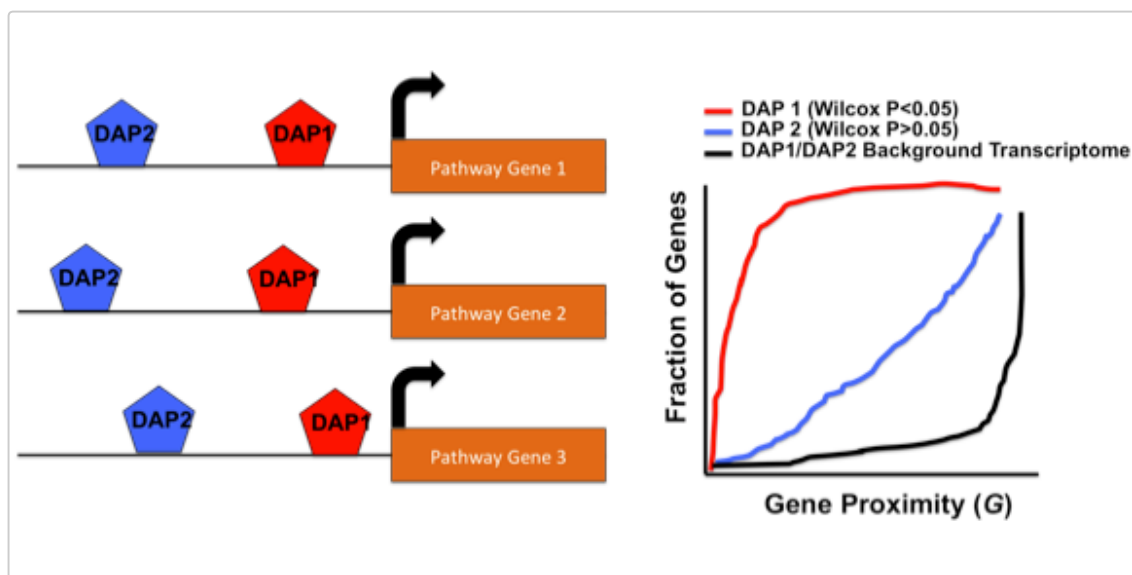 DAP2
DAP1
Pathway Gene 1
DAP2
DAP1
Pathway Gene 2
DAP2
DAP1
Pathway Gene 3
DAP 1 (Wilcox P<0.05)
DAP 2 (Wilcox P>0.05)
DAP1/DAP2 Background Transcriptome
Fraction of Genes
Gene Proximity (G)